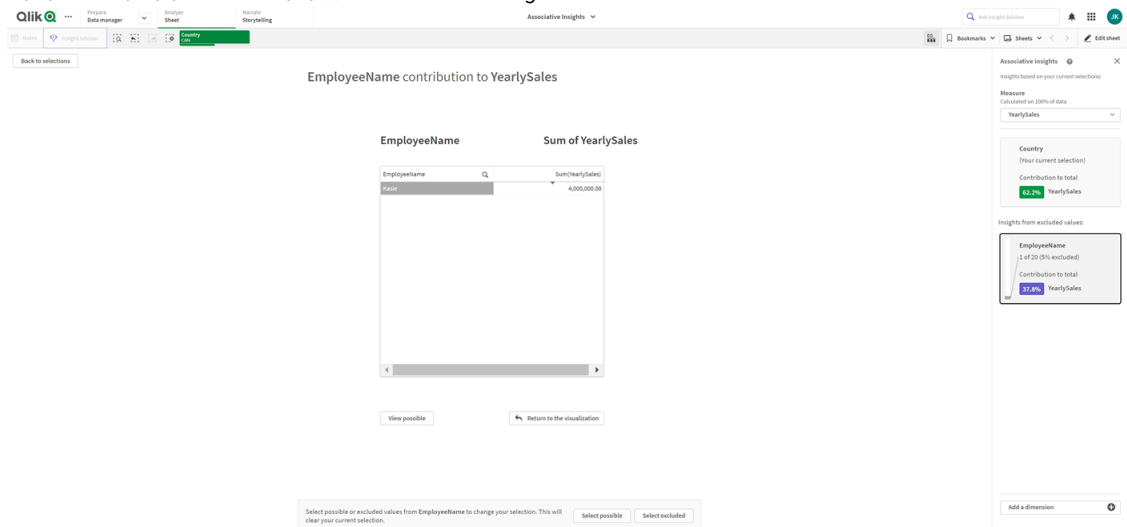 Qlik
Prepare
Data manager
Analyze
Sheet
Narrate
Storytelling
Associative Insights
Ask Insight Advisor
JK
Notes
Insight Advisor
Country
CAN
Bookmarks
Sheets
Edit sheet
Back to selections
EmployeeName contribution to YearlySales
EmployeeName
Sum of YearlySales
EmployeeName
Sum(YearlySales)
Kasie
4,000,000.00
View possible
Return to the visualization
Select possible or excluded values from EmployeeName to change your selection. This will
clear your current selection.
Select possible
Select excluded
Associative insights
Insights based on your current selections:
Measure
Calculated on 100% of data
YearlySales
Country
(Your current selection)
Contribution to total
62.2% YearlySales
Insights from excluded values:
EmployeeName
1 of 20 (5% excluded)
Contribution to total
37.8% YearlySales
Add a dimension